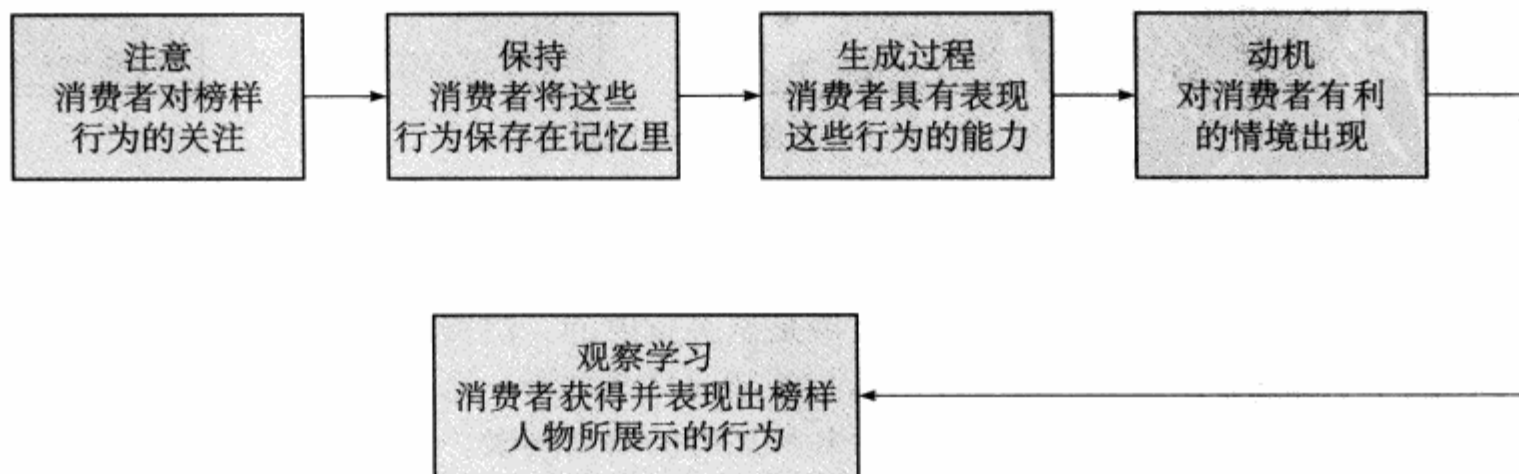 注意
消费者对榜样
行为的关注
保持
消费者将这些
行为保存在记忆里
生成过程
消费者具有表现
这些行为的能力
动机
对消费者有利
的情境出现
观察学习
消费者获得并表现出榜样
人物所展示的行为